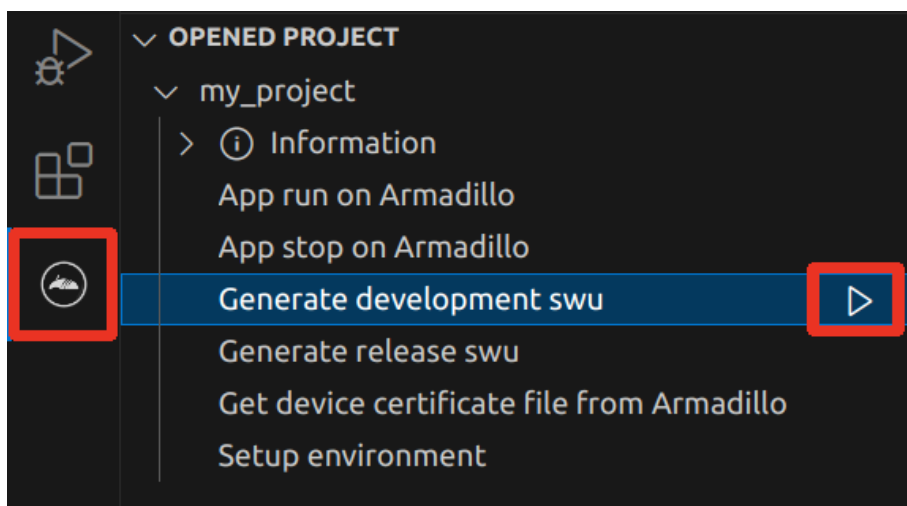 OPENED PROJECT
my_project
Information
App run on Armadillo
App stop on Armadillo
Generate development swu
Generate release swu
Get device certificate file from Armadillo
Setup environment